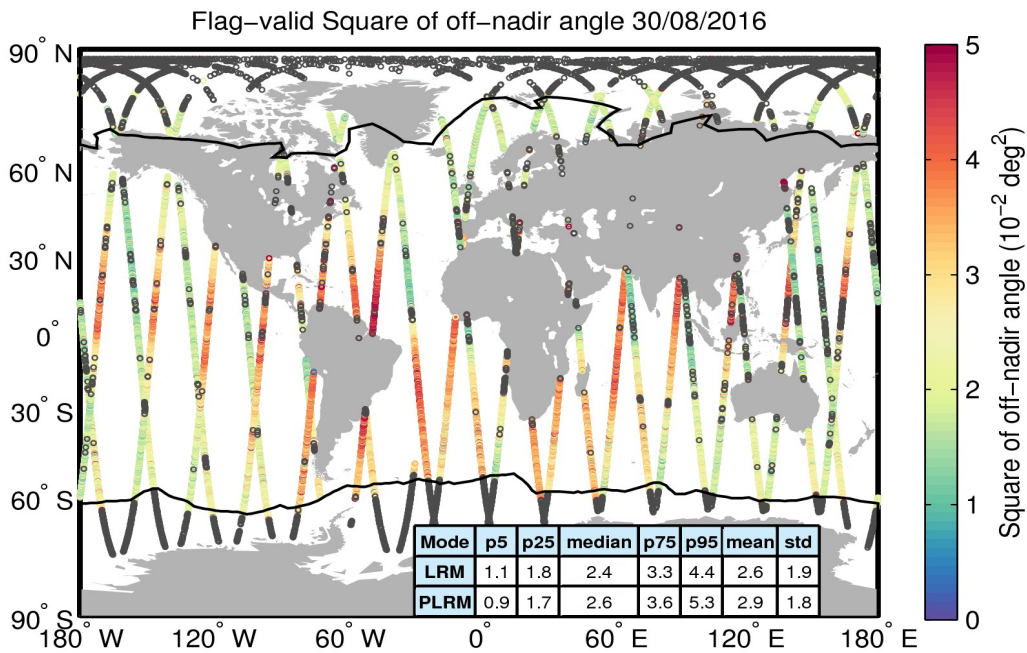 Flag−valid Square of off−nadir angle 30/08/2016
90° N
60° N
30° N
0°
30° S
60° S
90° S
180° W
120° W
60° W
0°
60° E
120° E
180° E
Mode p5 p25 median p75 p95 mean std
LRM 1.1 1.8 2.4 3.3 4.4 2.6 1.9
PLRM 0.9 1.7 2.6 3.6 5.3 2.9 1.8
5
4
3
2
1
0
Square of off−nadir angle (10⁻² deg²)